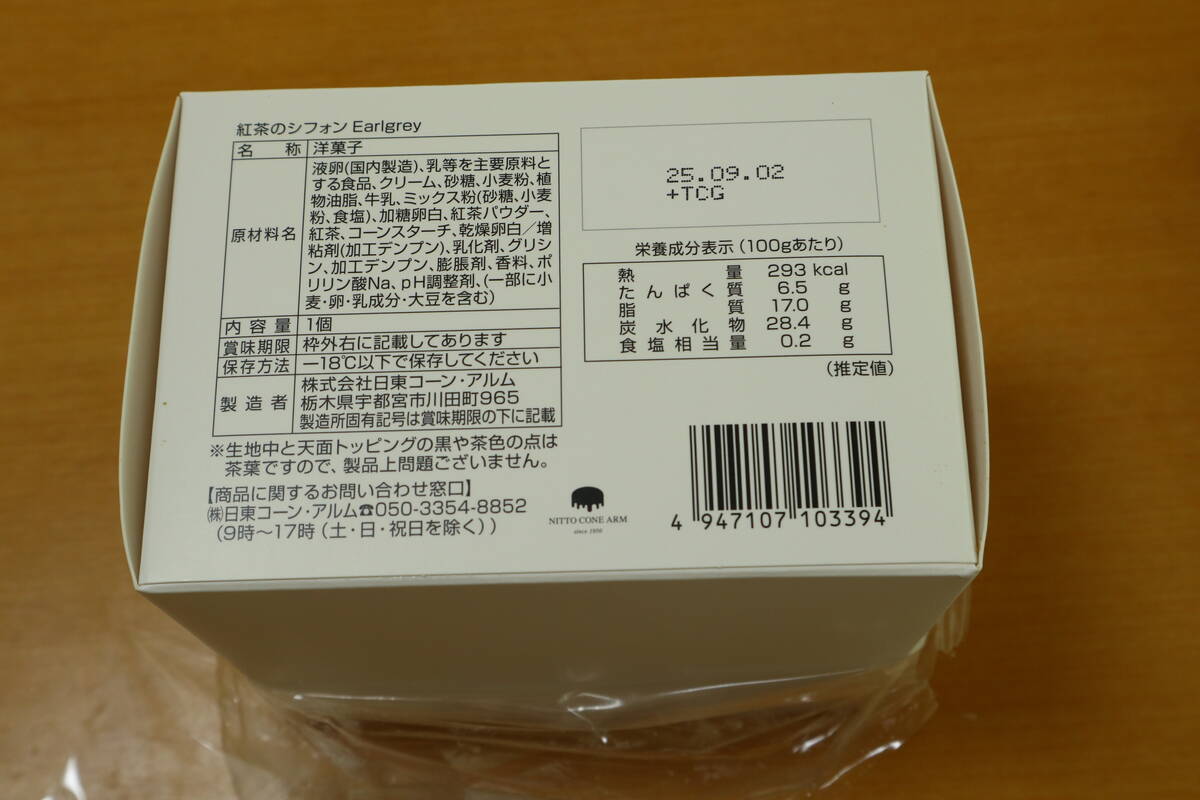 紅茶のシフォン Earlgrey
名称 洋菓子
原材料名 液卵(国内製造)、乳等を主要原料と
する食品、クリーム、砂糖、小麦粉、植
物油脂、牛乳、ミックス粉(砂糖、小麦
粉、食塩)、加糖卵白、紅茶パウダー、
紅茶、コーンスターチ、乾燥卵白/増
粘剤(加工デンプン)、乳化剤、グリシ
ン、加工デンプン、膨脹剤、香料、ポ
リリン酸Na、pH調整剤、(一部に小
麦・卵・乳成分・大豆を含む)
内容量 1個
賞味期限 枠外右に記載してあります
保存方法 −18℃以下で保存してください
製造者 株式会社日東コーン・アルム
栃木県宇都宮市川田町965
製造所固有記号は賞味期限の下に記載
※生地中と天面トッピングの黒や茶色の点は
茶葉ですので、製品上問題ございません。
【商品に関するお問い合わせ窓口】
㈱日東コーン・アルム☎050-3354-8852
(9時〜17時(土・日・祝日を除く))
NITTO CONE ARM
since 1950
25.09.02
+TCG
栄養成分表示(100gあたり)
熱量 293 kcal
たんぱく質 6.5 g
脂質 17.0 g
炭水化物 28.4 g
食塩相当量 0.2 g
(推定値)
4 947107 103394